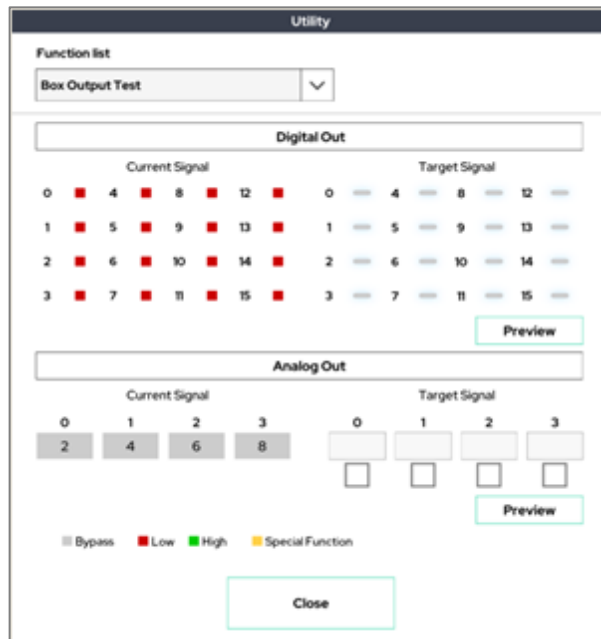 Utility
Function list
Box Output Test
Digital Out
Current Signal Target Signal
0 4 8 12 0 4 8 12
1 5 9 13 1 5 9 13
2 6 10 14 2 6 10 14
3 7 11 15 3 7 11 15
Preview
Analog Out
Current Signal Target Signal
0 1 2 3 0 1 2 3
2 4 6 8
Preview
Bypass Low High Special Function
Close